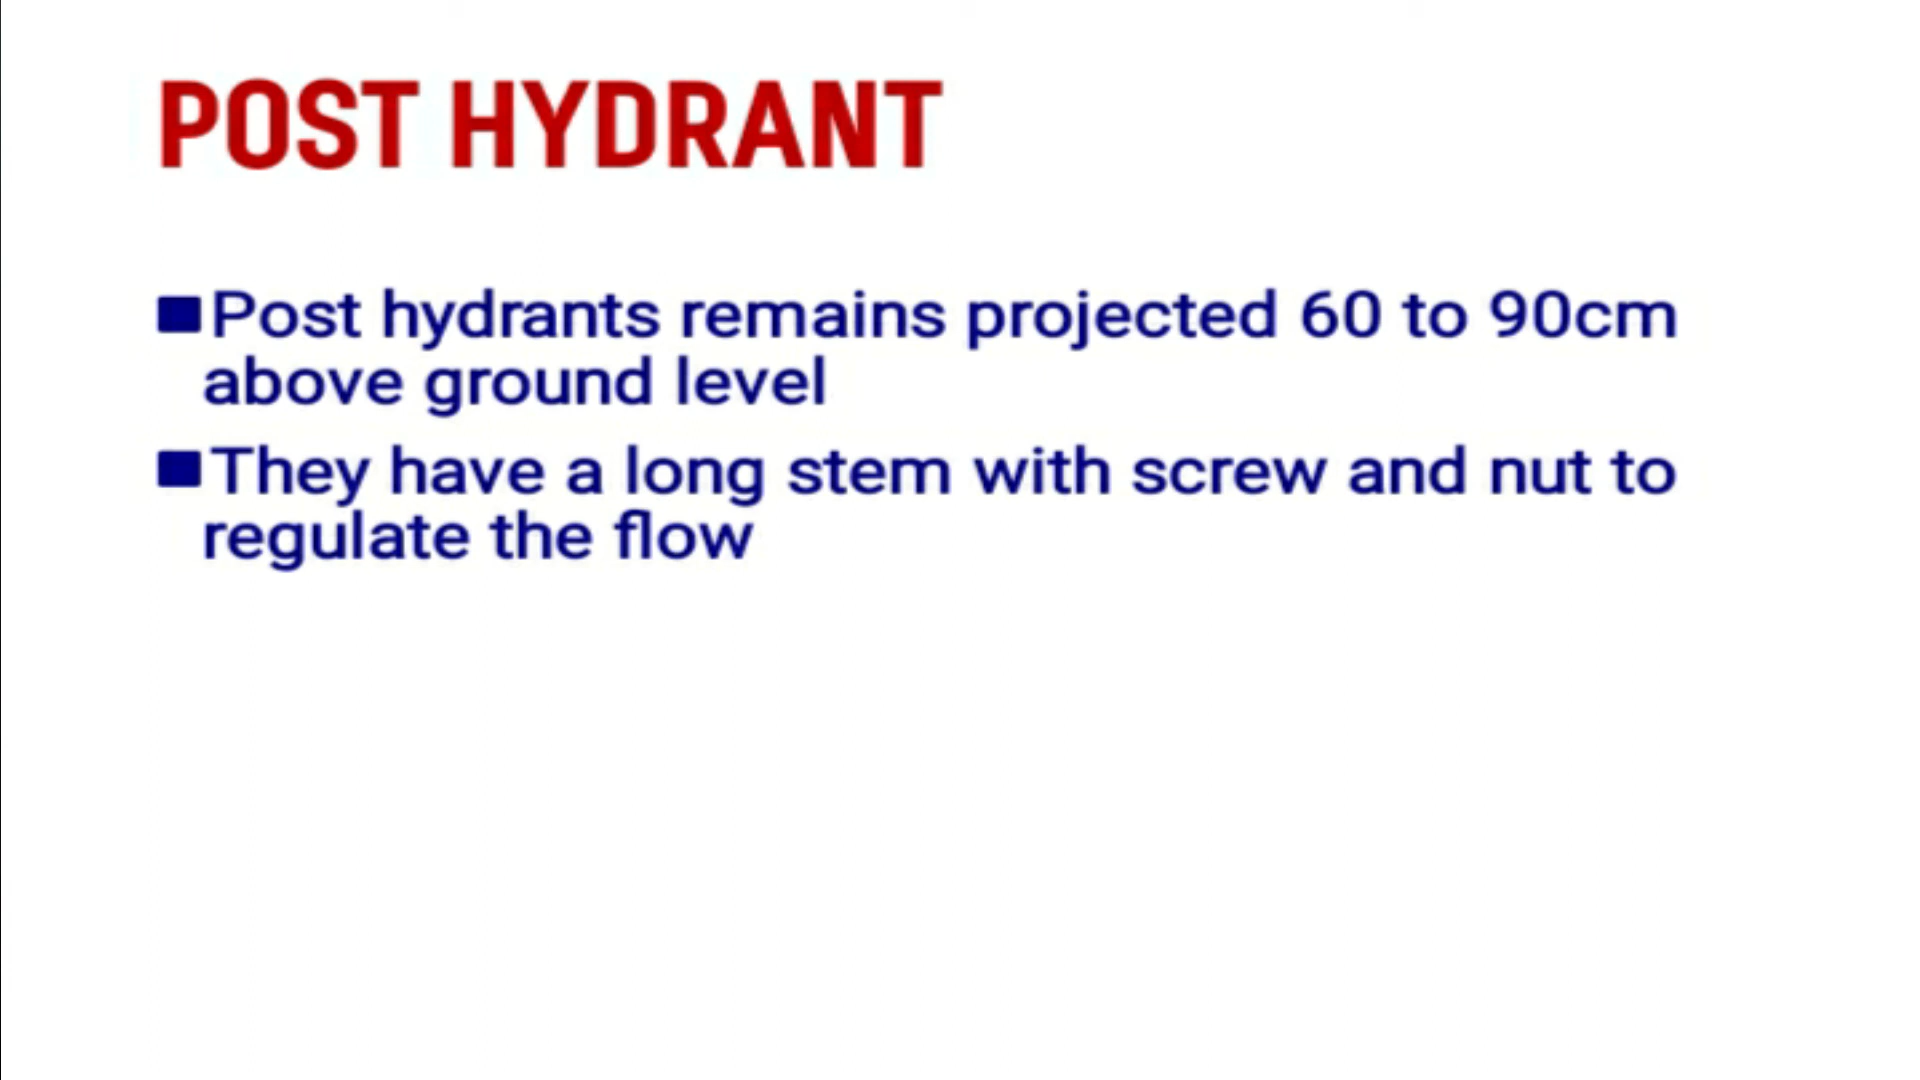 POST HYDRANT
Post hydrants remains projected 60 to 90cm
above ground level
They have a long stem with screw and nut to
regulate the flow